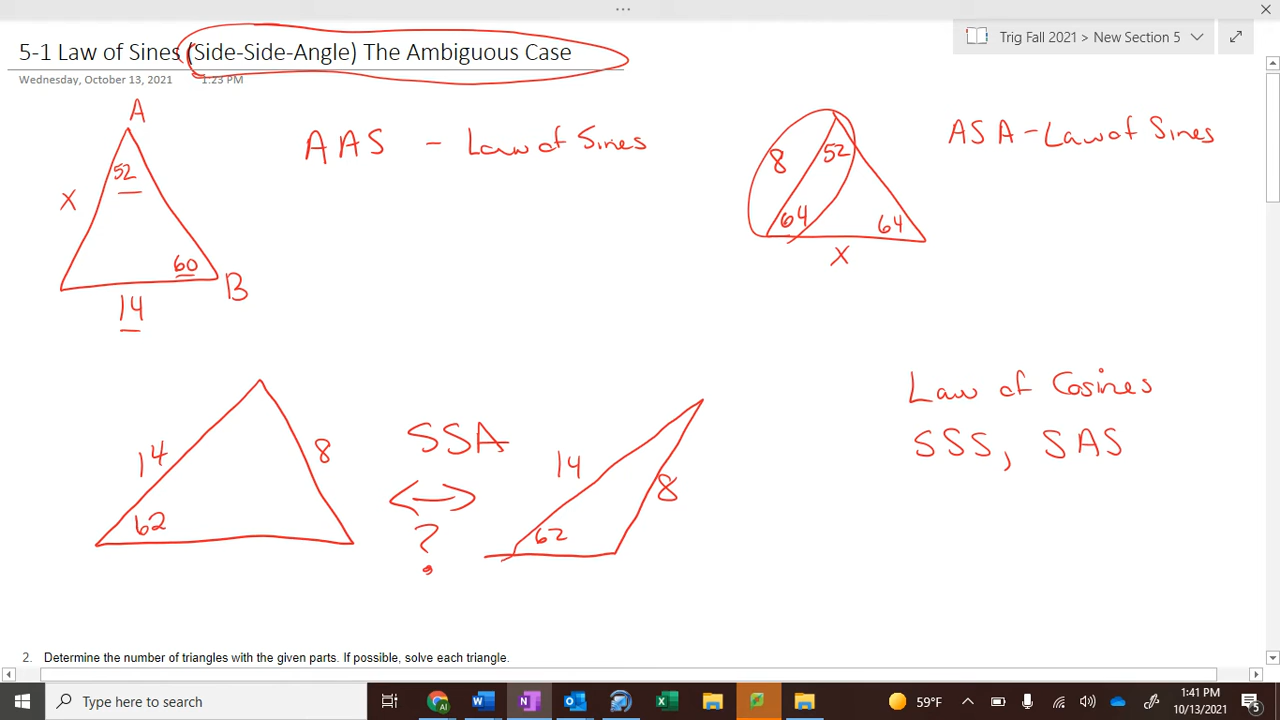 5-1 Law of Sines (Side-Side-Angle) The Ambiguous Case
Trig Fall 2021 > New Section 5
Wednesday, October 13, 2021 1:23 PM
A
AAS - Law of Sines
ASA - Law of Sines
52
x
60
B
14
8
52
64
64
x
Law of Cosines
SSS, SAS
14
8
62
SSA
?
14
8
62
2. Determine the number of triangles with the given parts. If possible, solve each triangle.
Type here to search
AI
59°F
1:41 PM
10/13/2021
5